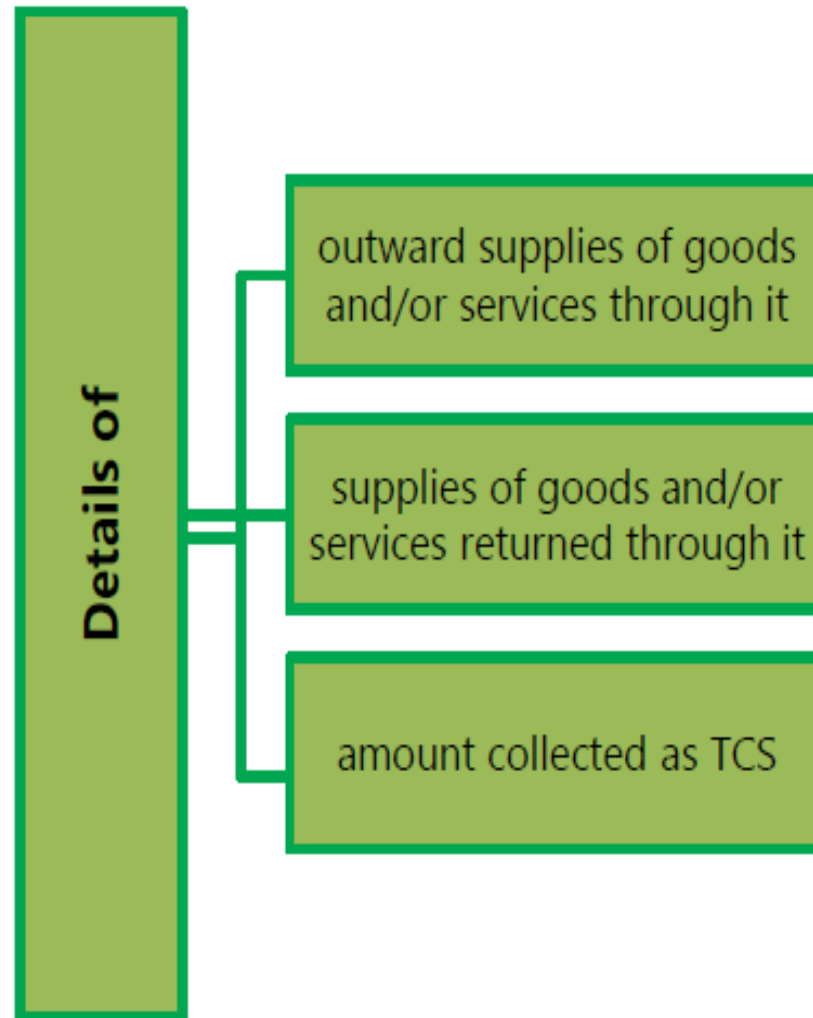 Details of
outward supplies of goods
and/or services through it
supplies of goods and/or
services returned through it
amount collected as TCS